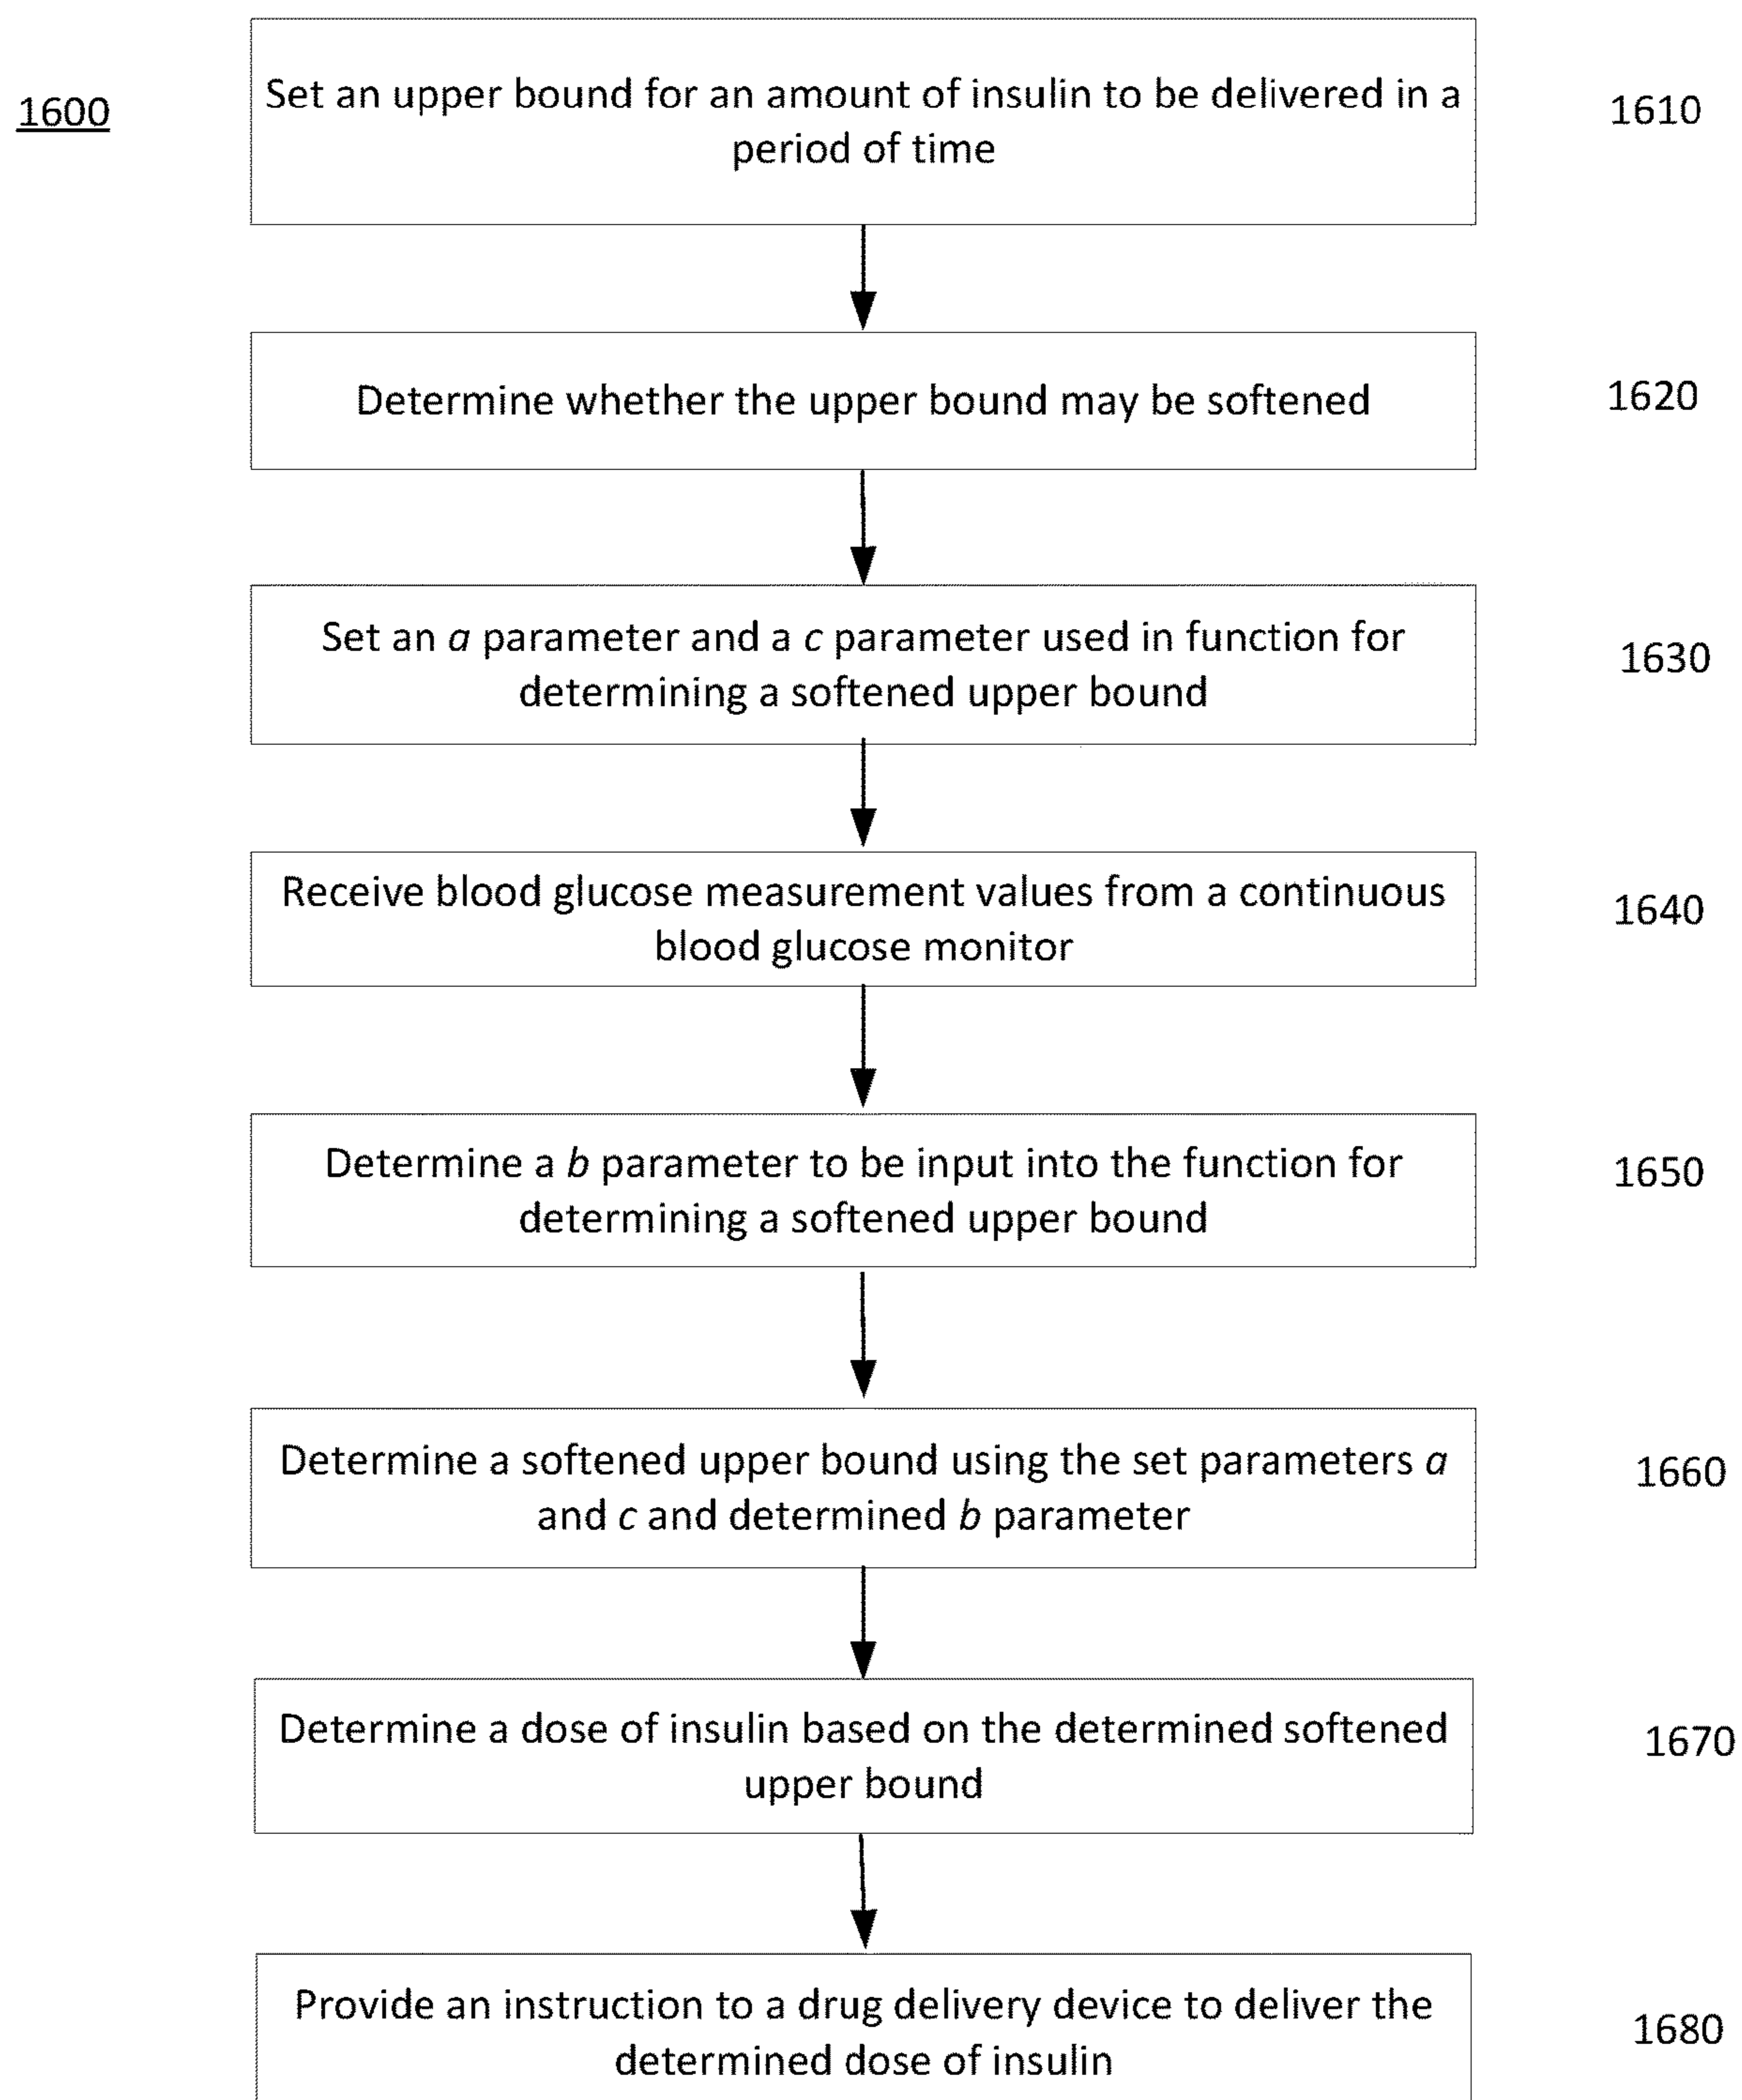 1600
Set an upper bound for an amount of insulin to be delivered in a
period of time
1610
Determine whether the upper bound may be softened
1620
Set an a parameter and a c parameter used in function for
determining a softened upper bound
1630
Receive blood glucose measurement values from a continuous
blood glucose monitor
1640
Determine a b parameter to be input into the function for
determining a softened upper bound
1650
Determine a softened upper bound using the set parameters a
and c and determined b parameter
1660
Determine a dose of insulin based on the determined softened
upper bound
1670
Provide an instruction to a drug delivery device to deliver the
determined dose of insulin
1680